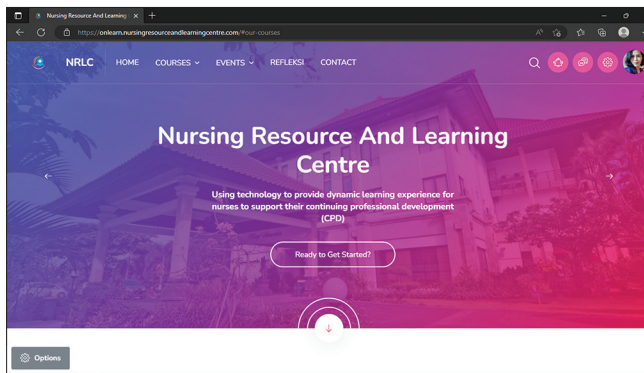 Nursing Resource And Learning
https://onlearn.nursingresourceandlearningcentre.com/#our-courses
NRLC HOME COURSES EVENTS REFLEKSI CONTACT
Nursing Resource And Learning
Centre
Using technology to provide dynamic learning experience for
nurses to support their continuing professional development
(CPD)
Ready to Get Started?
Options